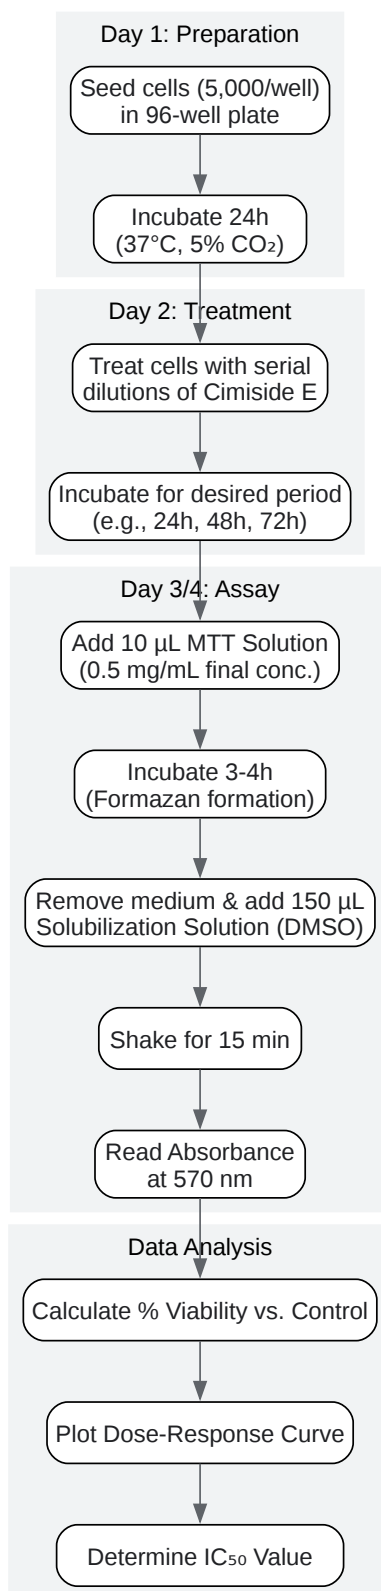 Day 1: Preparation
Seed cells (5,000/well)
in 96-well plate
Incubate 24h
(37°C, 5% CO₂)
Day 2: Treatment
Treat cells with serial
dilutions of Cimiside E
Incubate for desired period
(e.g., 24h, 48h, 72h)
Day 3/4: Assay
Add 10 µL MTT Solution
(0.5 mg/mL final conc.)
Incubate 3-4h
(Formazan formation)
Remove medium & add 150 µL
Solubilization Solution (DMSO)
Shake for 15 min
Read Absorbance
at 570 nm
Data Analysis
Calculate % Viability vs. Control
Plot Dose-Response Curve
Determine IC₅₀ Value